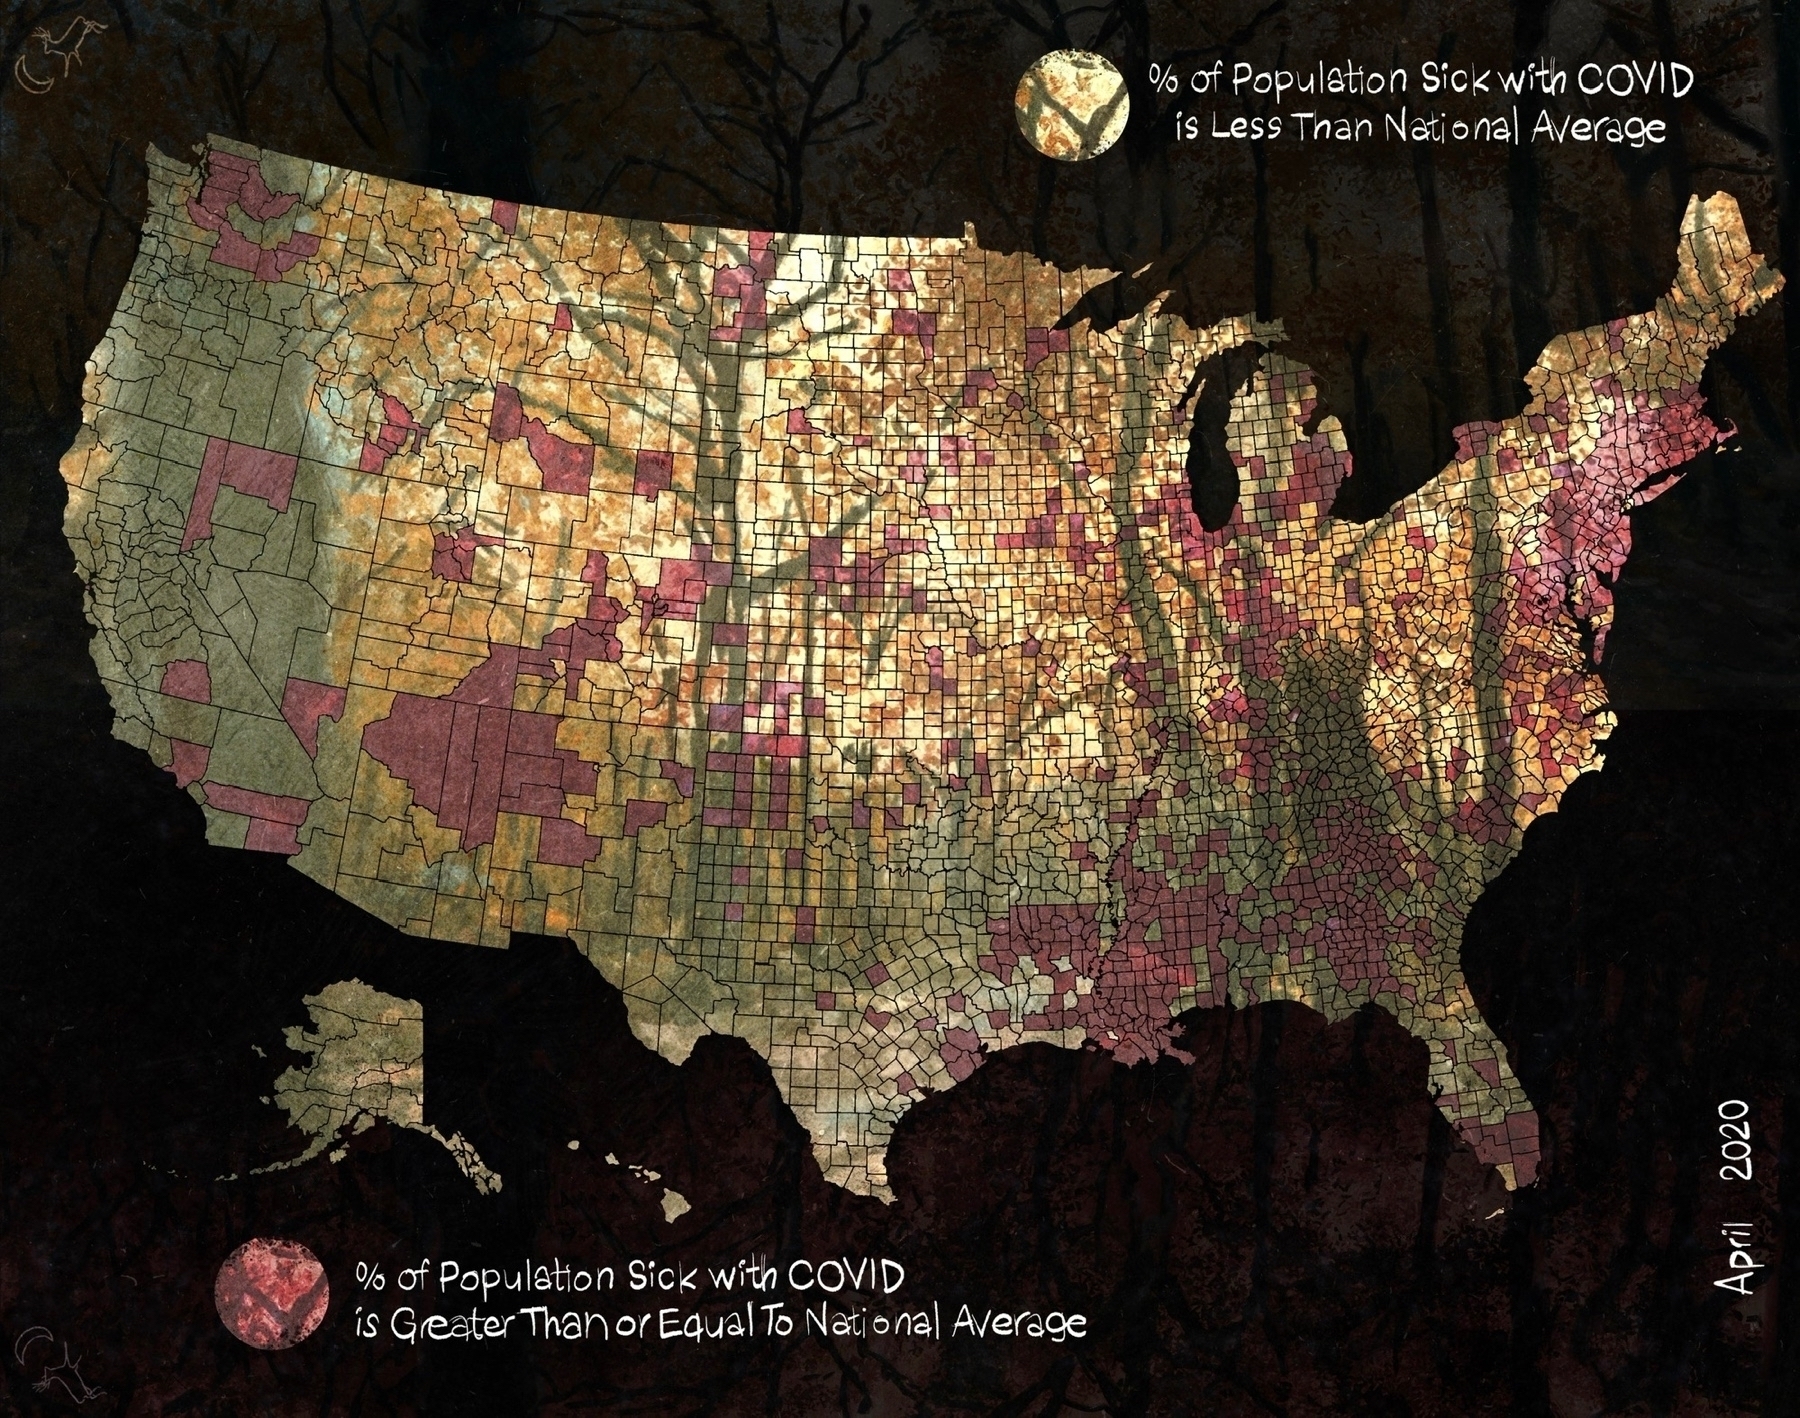 % of Population Sick with COVID
is Less Than National Average
April 2020
% of Population Sick with COVID
is Greater Than or Equal To National Average